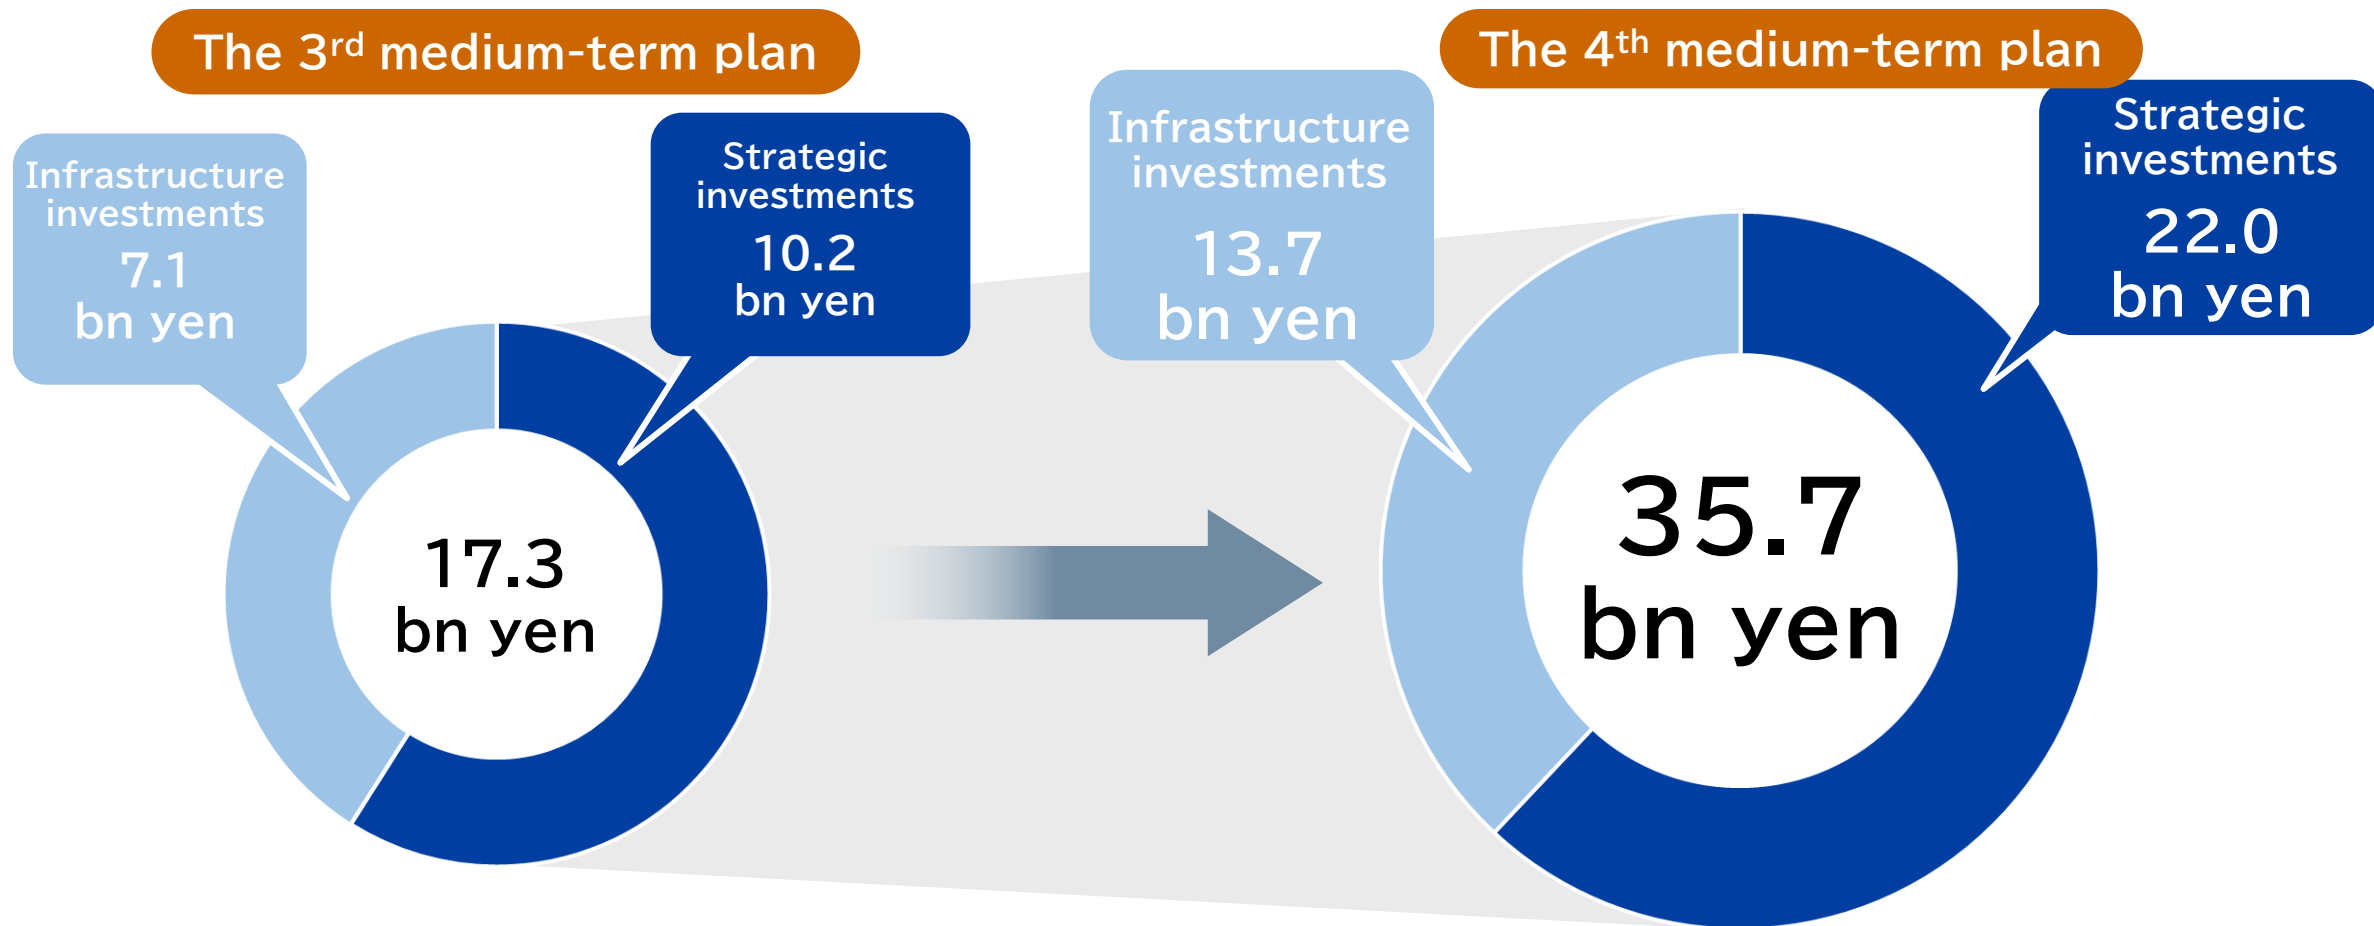 The 3rd medium-term plan
Infrastructure
investments
7.1
bn yen
Strategic
investments
10.2
bn yen
17.3
bn yen
The 4th medium-term plan
Infrastructure
investments
13.7
bn yen
Strategic
investments
22.0
bn yen
35.7
bn yen